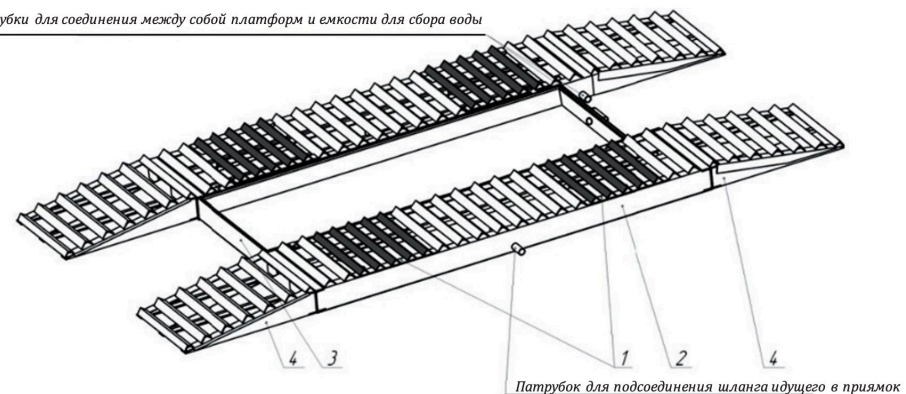 для соединения между собой платформ и емкости для сбора воды
4 3 1 2 4
Патрубок для подсоединения шланга идущего в приямок